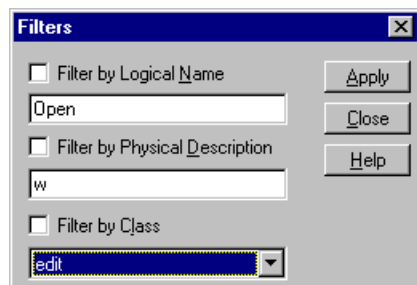 Filters
Filter by Logical Name
Apply
Open
Close
Filter by Physical Description
Help
w
Filter by Class
edit